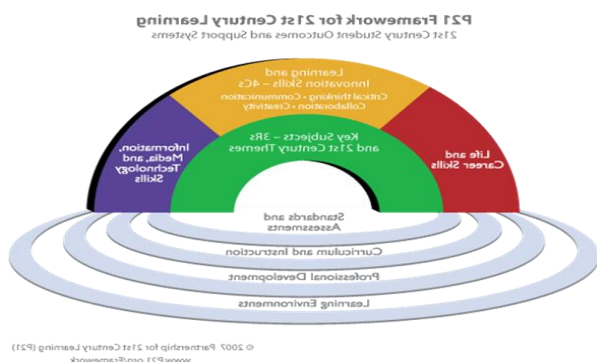 P21 Framework for 21st Century Learning
21st Century Student Outcomes and Support Systems
Learning and
Innovation Skills – 4Cs
Critical thinking • Communication
Collaboration • Creativity
Key Subjects – 3Rs
and 21st Century Themes
Information,
Media, and
Technology
Skills
Life and
Career Skills
Standards and
Assessments
Curriculum and Instruction
Professional Development
Learning Environments
© 2007 Partnership for 21st Century Learning (P21)
www.P21.org/Framework